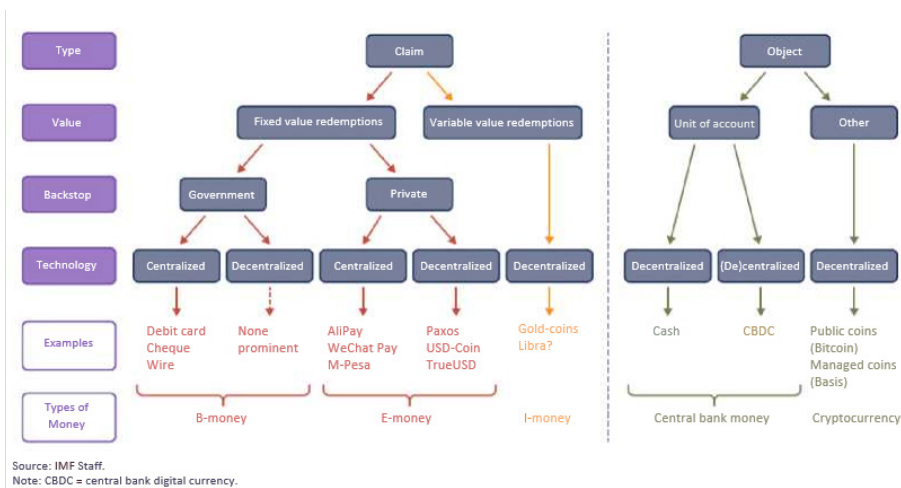 Type
Claim
Object
Value
Fixed value redemptions
Variable value redemptions
Unit of account
Other
Backstop
Government
Private
Technology
Centralized
Decentralized
Centralized
Decentralized
Decentralized
Decentralized
(De)centralized
Decentralized
Examples
Debit card
Cheque
Wire
None
prominent
AliPay
WeChat Pay
M-Pesa
Paxos
USD-Coin
TrueUSD
Gold-coins
Libra?
Cash
CBDC
Public coins
(Bitcoin)
Managed coins
(Basis)
Types of
Money
B-money
E-money
I-money
Central bank money
Cryptocurrency
Source: IMF Staff.
Note: CBDC = central bank digital currency.